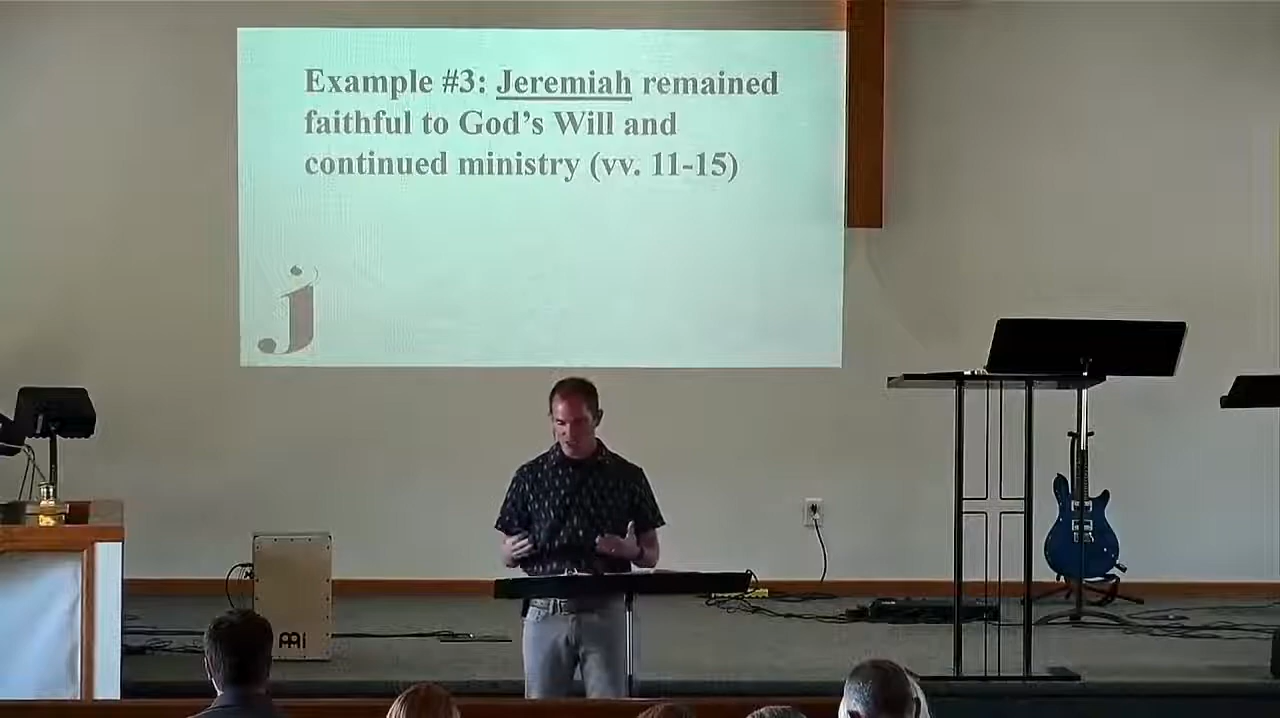 Example #3: Jeremiah remained
faithful to God's Will and
continued ministry (vv. 11-15)
j